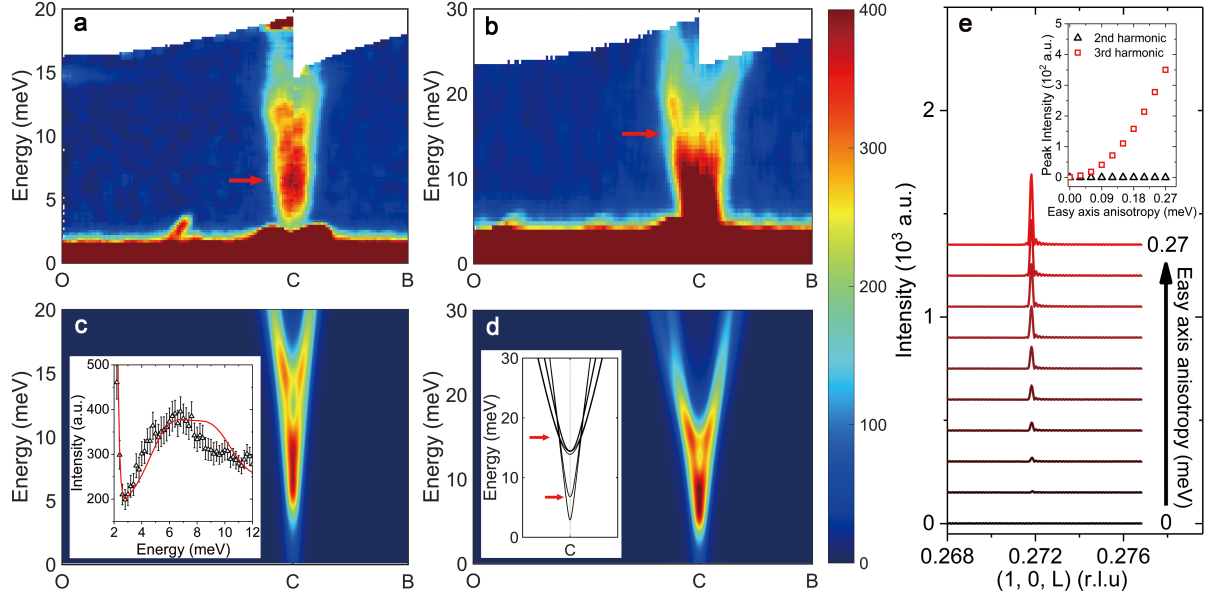 a
Energy (meV)
20
15
10
5
0
O
C
B
b
Energy (meV)
30
20
10
0
O
C
B
400
300
200
100
0
c
Energy (meV)
20
15
10
5
0
O
C
B
Intensity (a.u.)
500
400
300
200
2
4
6
8
10
12
Energy (meV)
d
Energy (meV)
30
20
10
0
O
C
B
Energy (meV)
30
20
10
0
C
e
Intensity (10³ a.u.)
2
1
0
0.268
0.272
0.276
(1, 0, L) (r.l.u)
0.27
Easy axis anisotropy (meV)
0
2nd harmonic
3rd harmonic
Peak Intensity (10² a.u.)
5
4
3
2
1
0
0.00
0.09
0.18
0.27
Easy axis anisotropy (meV)